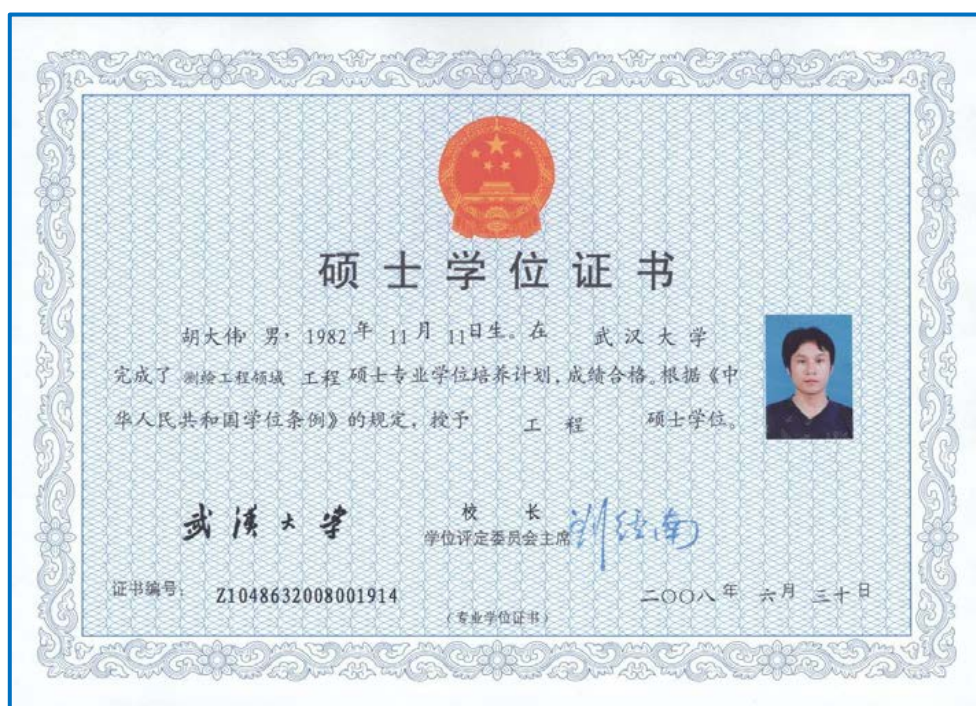 硕士学位证书
胡大伟 男,1982年11月11日生。在 武汉大学
完成了 测绘工程领域 工程 硕士专业学位培养计划,成绩合格。根据《中
华人民共和国学位条例》的规定,授予 工程 硕士学位。
武漢大学 校长
学位评定委员会主席 刘经南
证书编号: Z1048632008001914 二〇〇八年 六月 三十日
(专业学位证书)